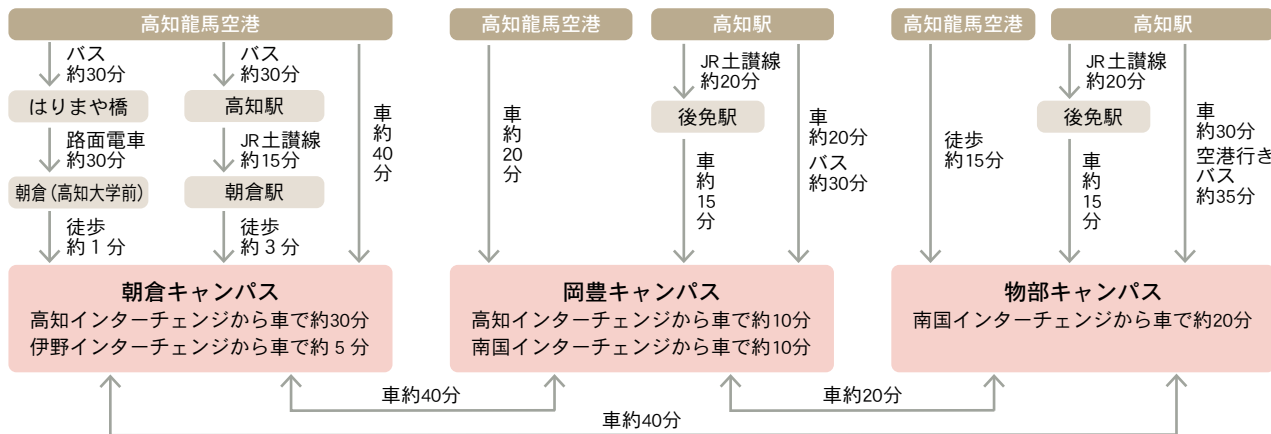 高知龍馬空港
バス
約30分
はりまや橋
路面電車
約30分
朝倉(高知大学前)
徒歩
約1分
バス
約30分
高知駅
JR土讃線
約15分
朝倉駅
徒歩
約3分
車約40分
朝倉キャンパス
高知インターチェンジから車で約30分
伊野インターチェンジから車で約5分
高知龍馬空港
車約20分
高知駅
JR土讃線
約20分
後免駅
車約15分
車
約20分
バス
約30分
岡豊キャンパス
高知インターチェンジから車で約10分
南国インターチェンジから車で約10分
高知龍馬空港
徒歩
約15分
高知駅
JR土讃線
約20分
後免駅
車約15分
車
約30分
空港行き
バス
約35分
物部キャンパス
南国インターチェンジから車で約20分
車約40分
車約20分
車約40分